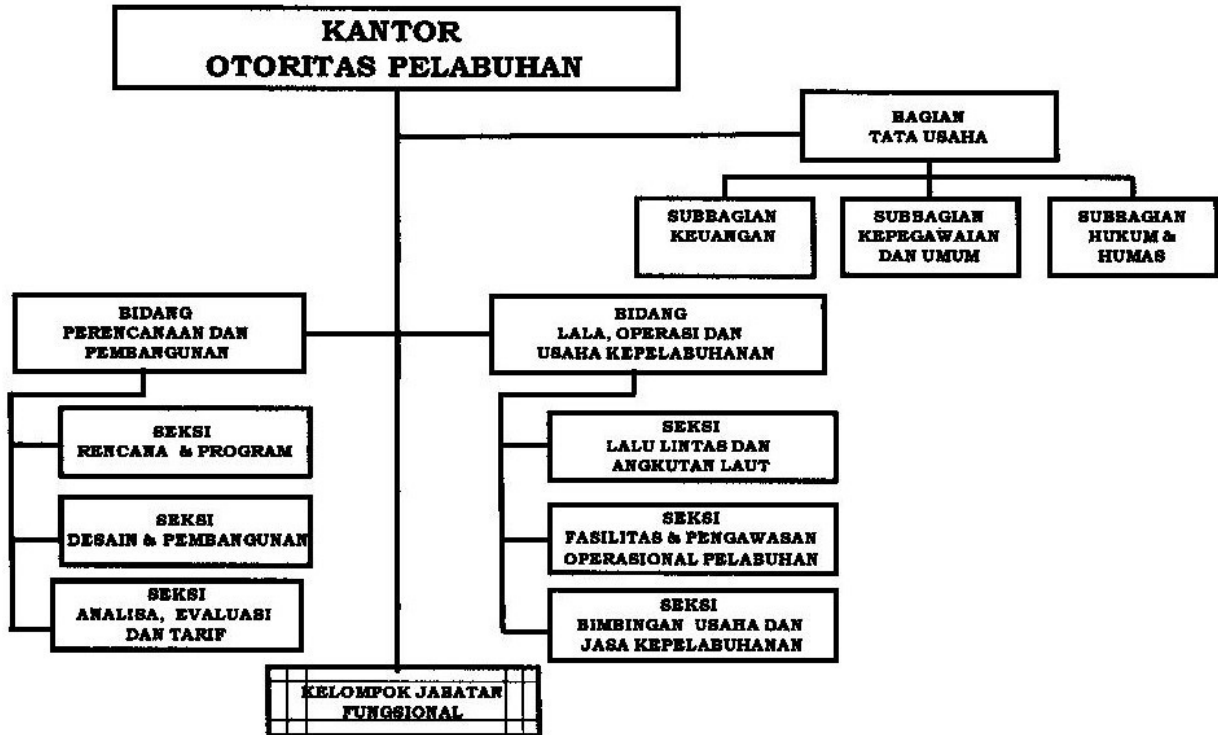 KANTOR
OTORITAS PELABUHAN
BAGIAN
TATA USAHA
SUBBAGIAN
KEUANGAN
SUBBAGIAN
KEPEGAWAIAN
DAN UMUM
SUBBAGIAN
HUKUM &
HUMAS
BIDANG
PERENCANAAN DAN
PEMBANGUNAN
BIDANG
LALA, OPERASI DAN
USAHA KEPELABUHANAN
SEKSI
RENCANA & PROGRAM
SEKSI
DESAIN & PEMBANGUNAN
SEKSI
ANALISA, EVALUASI
DAN TARIF
SEKSI
LALU LINTAS DAN
ANGKUTAN LAUT
SEKSI
FASILITAS & PENGAWASAN
OPERASIONAL PELABUHAN
SEKSI
BIMBINGAN USAHA DAN
JASA KEPELABUHANAN
KELOMPOK JABATAN
FUNGSIONAL